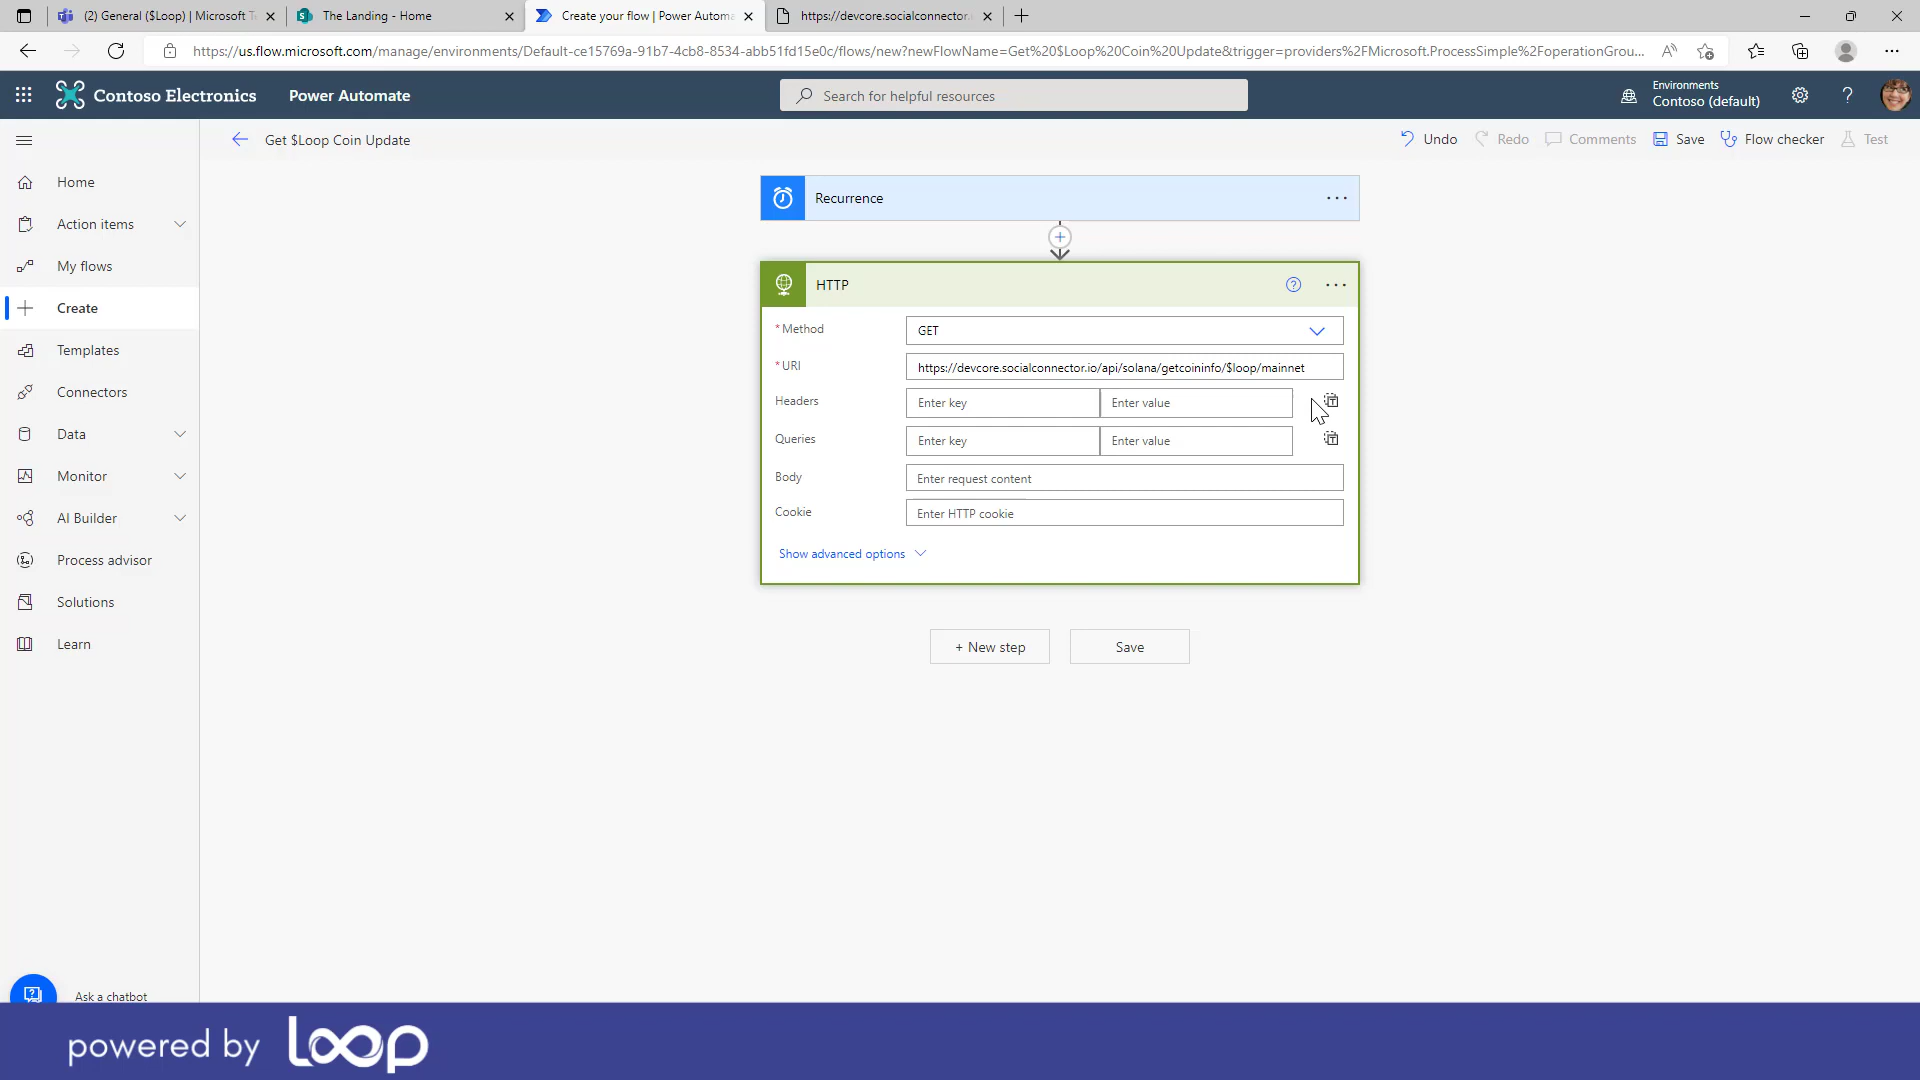 (2) General ($Loop) | Microsoft Te
The Landing - Home
Create your flow | Power Automa
https://devcore.socialconnector.
https://us.flow.microsoft.com/manage/environments/Default-ce15769a-91b7-4cb8-8534-abb51fd15e0c/flows/new?newFlowName=Get%20$Loop%20Coin%20Update&trigger=providers%2FMicrosoft.ProcessSimple%2FoperationGrou...
Contoso Electronics
Power Automate
Search for helpful resources
Environments
Contoso (default)
Get $Loop Coin Update
Undo
Redo
Comments
Save
Flow checker
Test
Home
Action items
My flows
Create
Templates
Connectors
Data
Monitor
AI Builder
Process advisor
Solutions
Learn
Ask a chatbot
Recurrence
HTTP
* Method
GET
* URI
https://devcore.socialconnector.io/api/solana/getcoininfo/$loop/mainnet
Headers
Enter key
Enter value
Queries
Enter key
Enter value
Body
Enter request content
Cookie
Enter HTTP cookie
Show advanced options
+ New step
Save
powered by loop